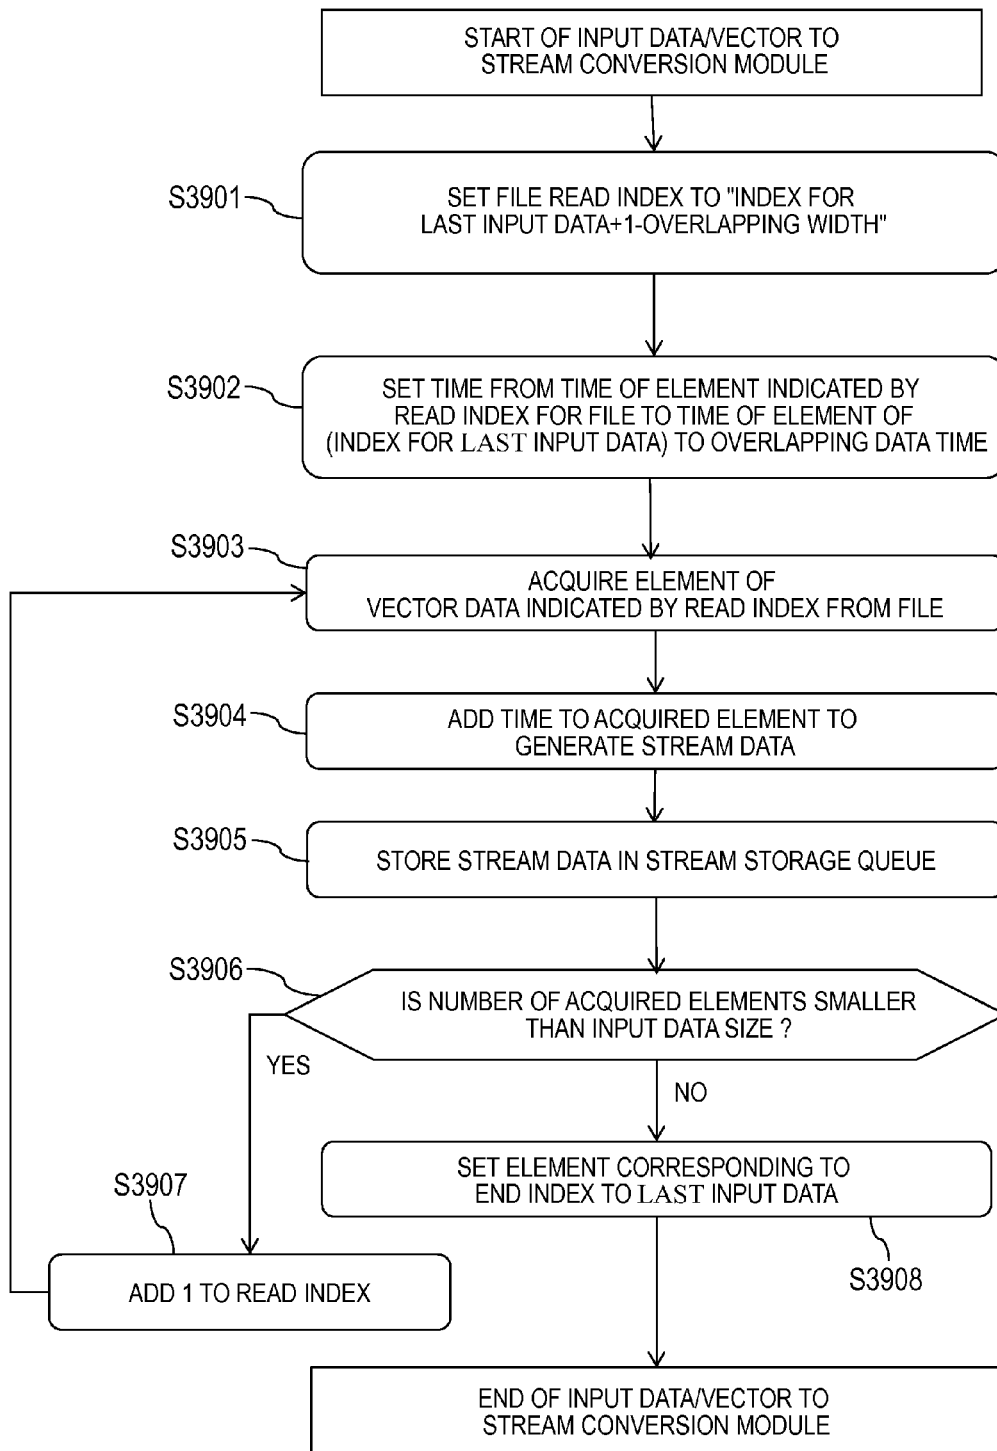 START OF INPUT DATA/VECTOR TO
STREAM CONVERSION MODULE
S3901
SET FILE READ INDEX TO "INDEX FOR
LAST INPUT DATA+1-OVERLAPPING WIDTH"
S3902
SET TIME FROM TIME OF ELEMENT INDICATED BY
READ INDEX FOR FILE TO TIME OF ELEMENT OF
(INDEX FOR LAST INPUT DATA) TO OVERLAPPING DATA TIME
S3903
ACQUIRE ELEMENT OF
VECTOR DATA INDICATED BY READ INDEX FROM FILE
S3904
ADD TIME TO ACQUIRED ELEMENT TO
GENERATE STREAM DATA
S3905
STORE STREAM DATA IN STREAM STORAGE QUEUE
S3906
IS NUMBER OF ACQUIRED ELEMENTS SMALLER
THAN INPUT DATA SIZE ?
YES
NO
S3907
ADD 1 TO READ INDEX
SET ELEMENT CORRESPONDING TO
END INDEX TO LAST INPUT DATA
S3908
END OF INPUT DATA/VECTOR TO
STREAM CONVERSION MODULE